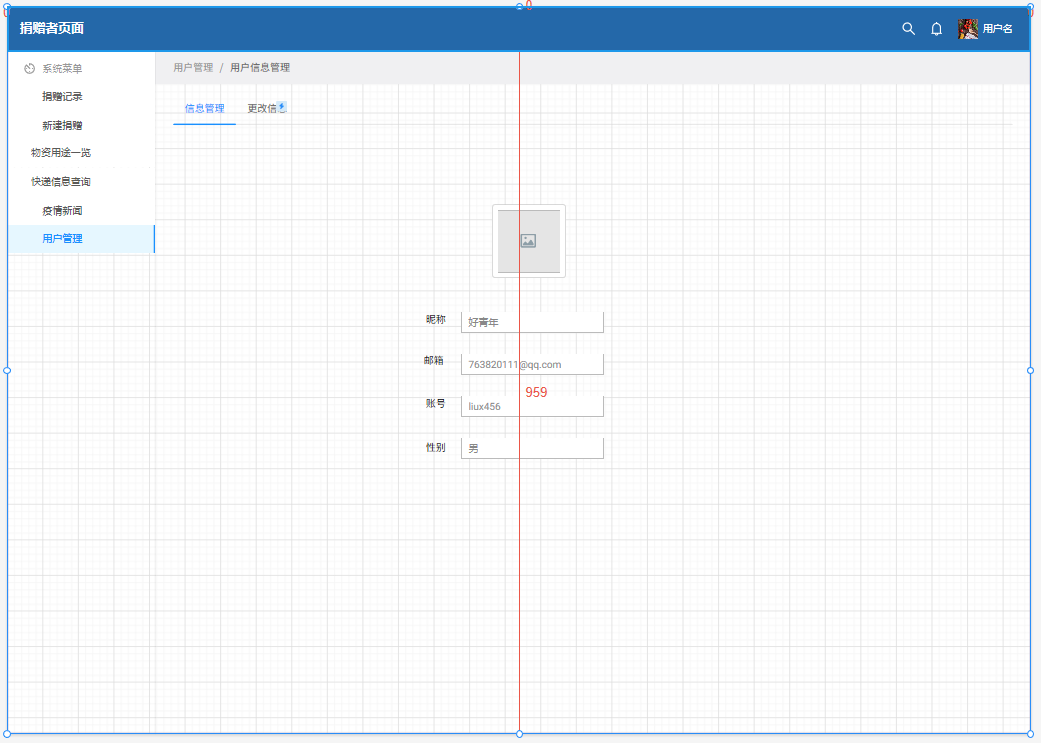 0
捐赠者页面
用户名
系统菜单
捐赠记录
新建捐赠
物资用途一览
快递信息查询
疫情新闻
用户管理
用户管理 / 用户信息管理
信息管理 更改信息
昵称 好青年
邮箱 763820111@qq.com
959
账号 liux456
性别 男